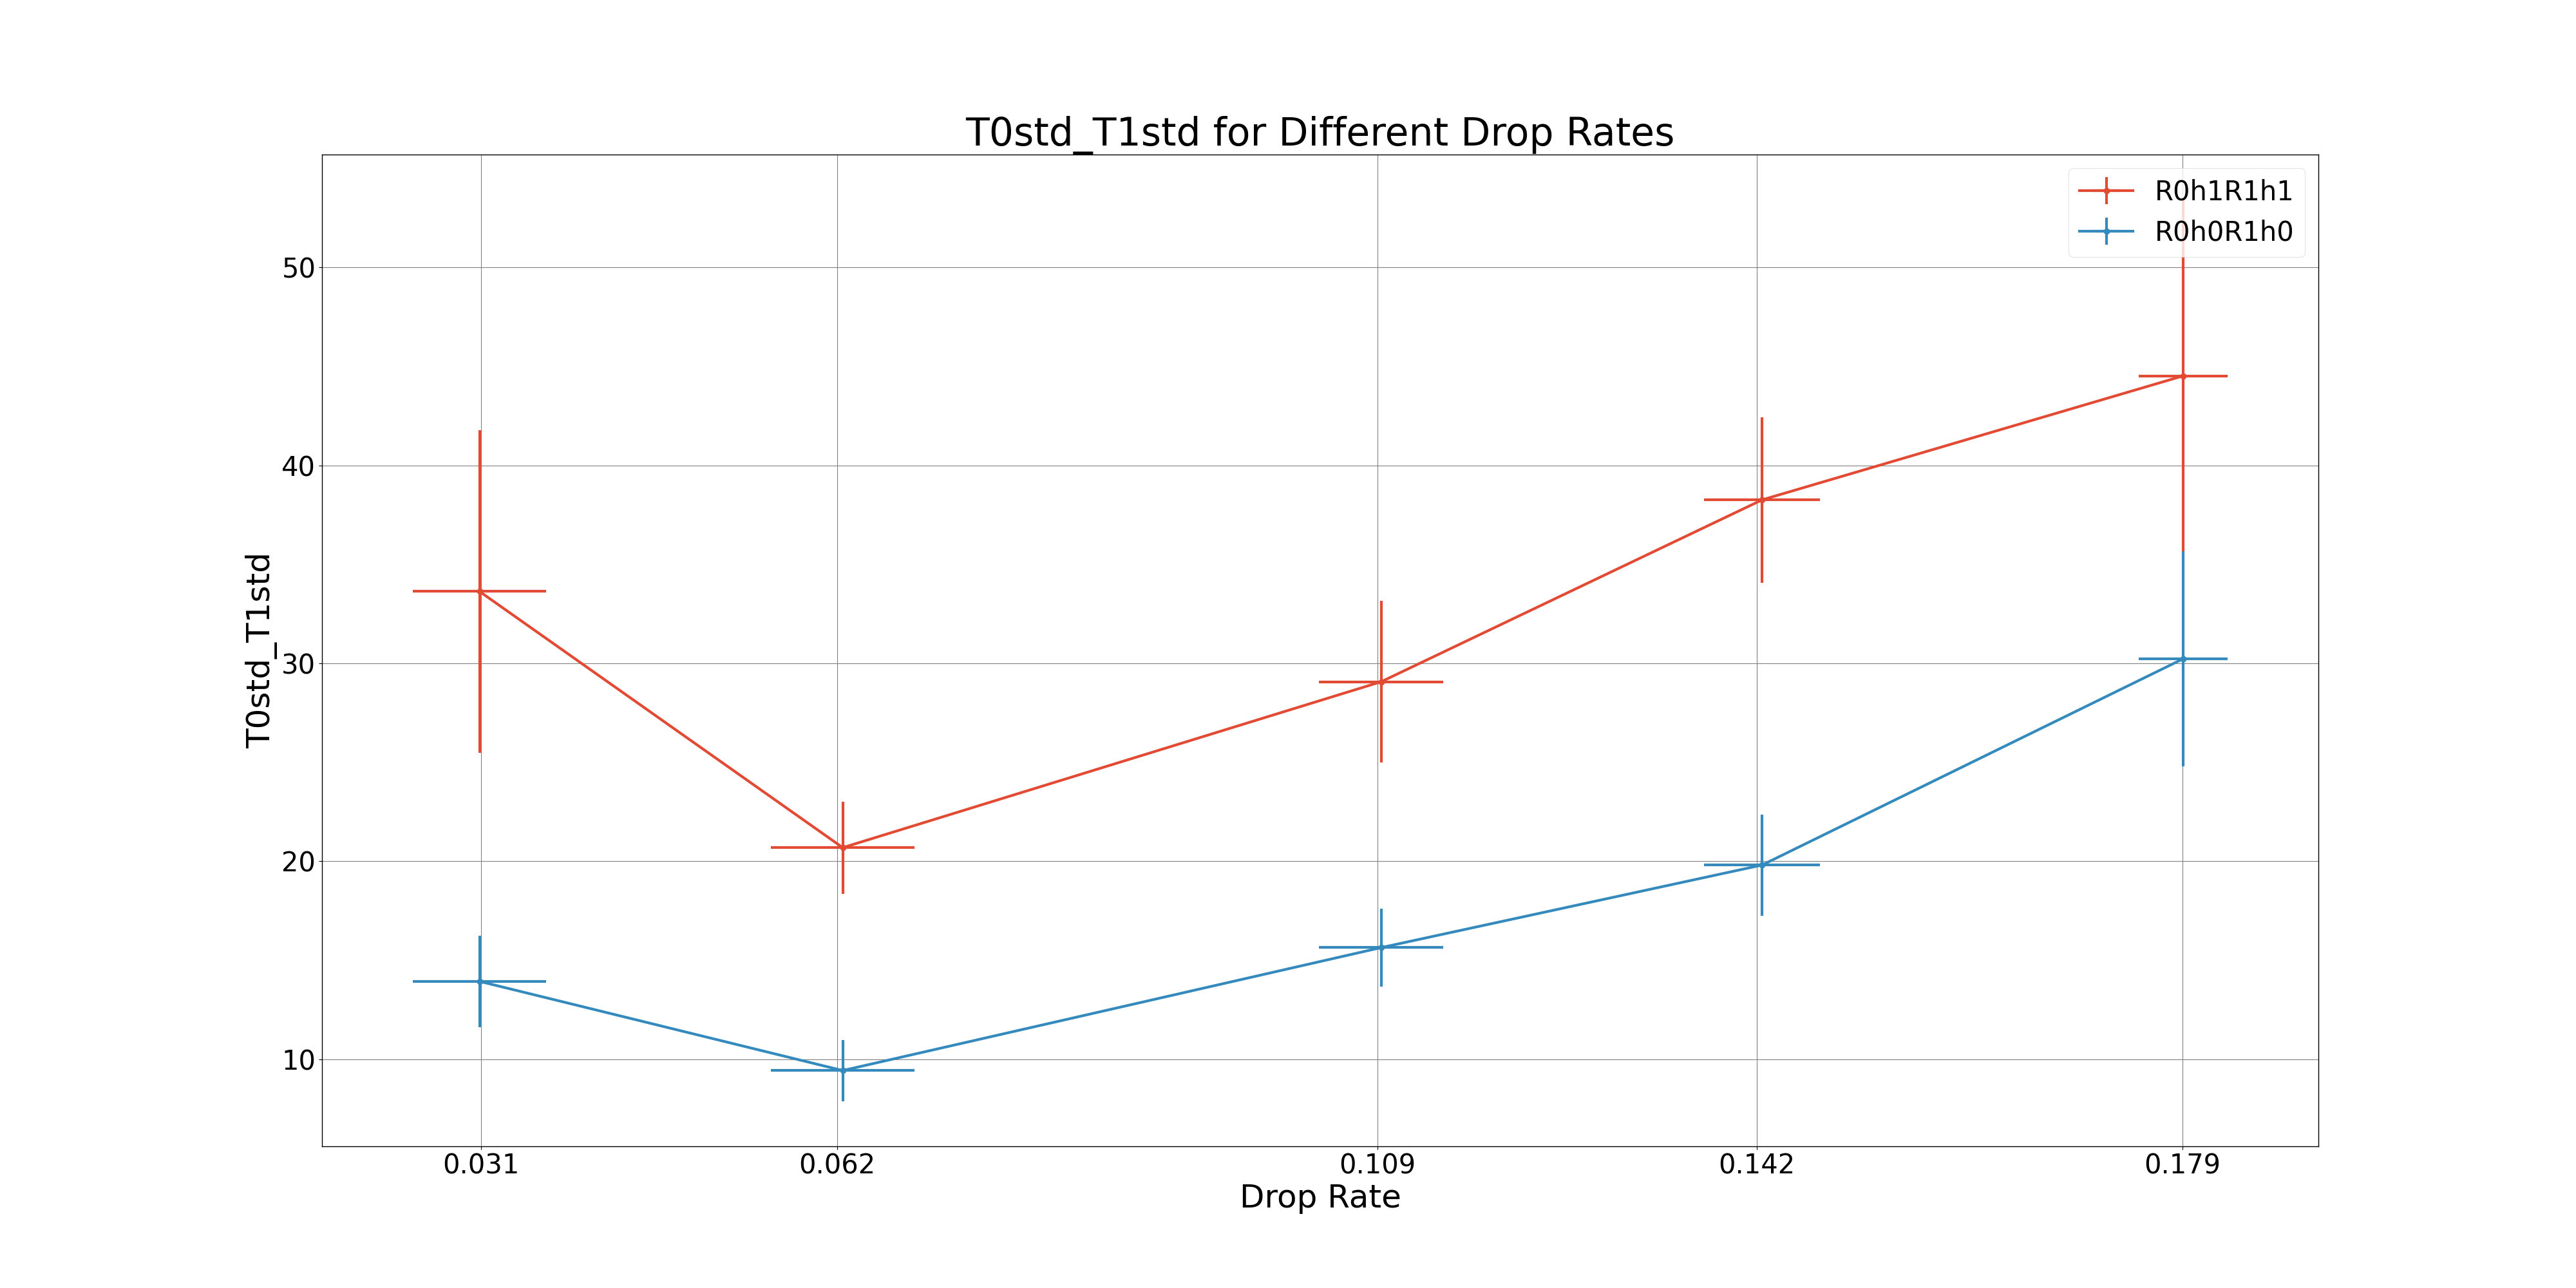 T0std_T1std for Different Drop Rates
R0h1R1h1
R0h0R1h0
50
40
30
20
10
T0std_T1std
0.031 0.062 0.109 0.142 0.179
Drop Rate